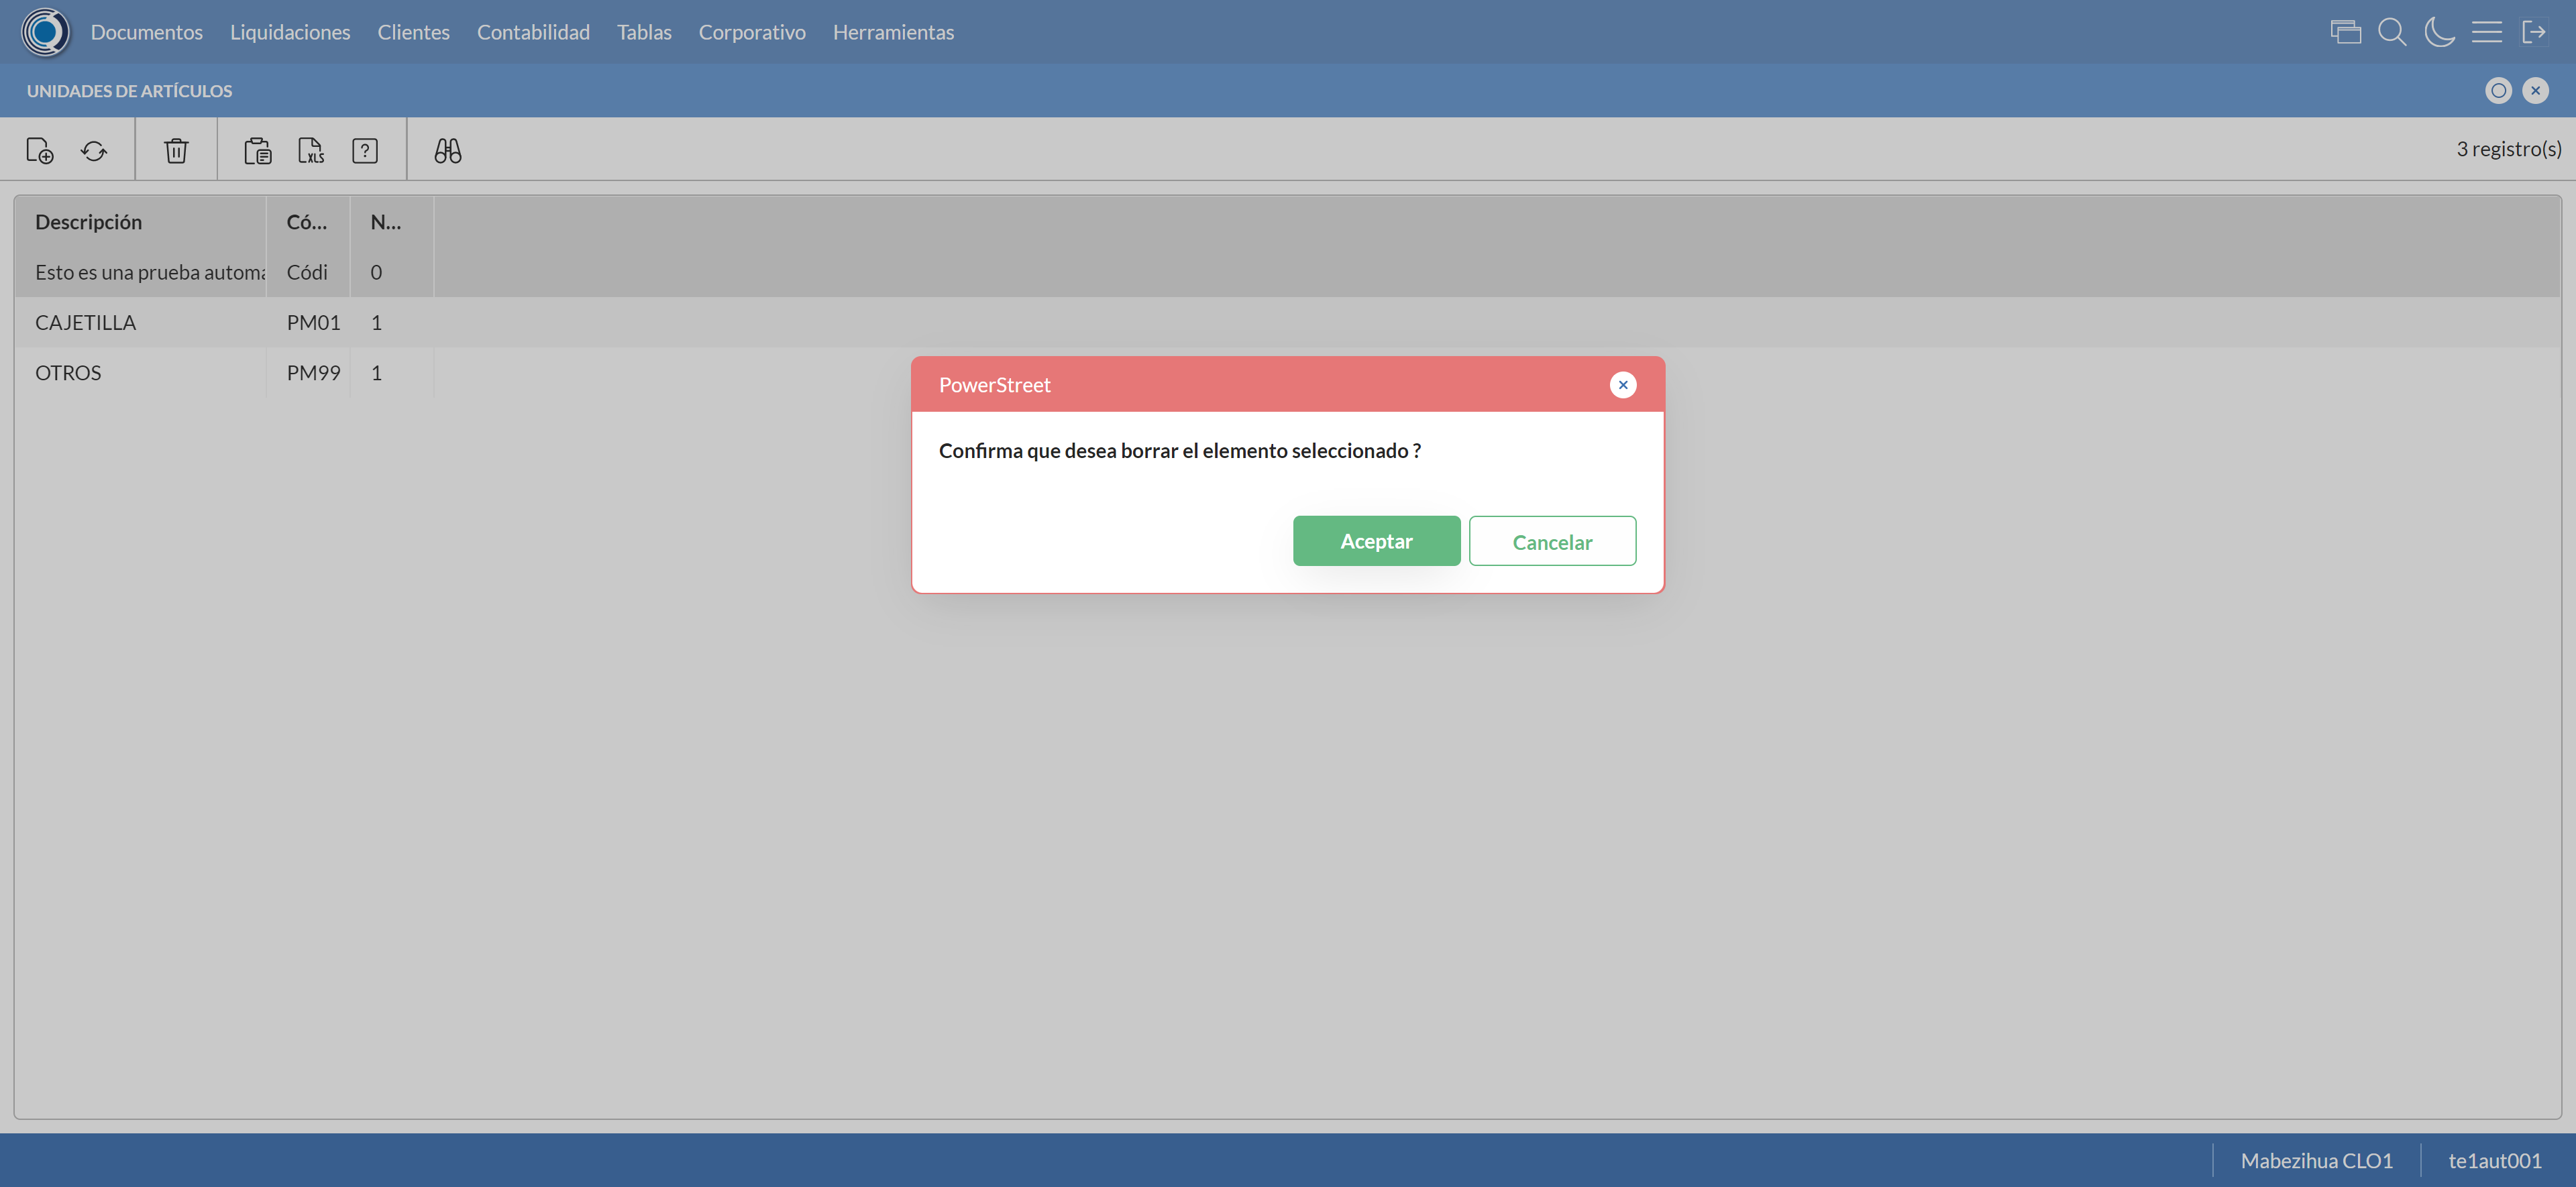 Documentos Liquidaciones Clientes Contabilidad Tablas Corporativo Herramientas
UNIDADES DE ARTÍCULOS
XLS ? 3 registro(s)
Descripción Có... N...
Esto es una prueba automa Códi 0
CAJETILLA PM01 1
OTROS PM99 1
PowerStreet
Confirma que desea borrar el elemento seleccionado ?
Aceptar Cancelar
Mabezihua CLO1 te1aut001